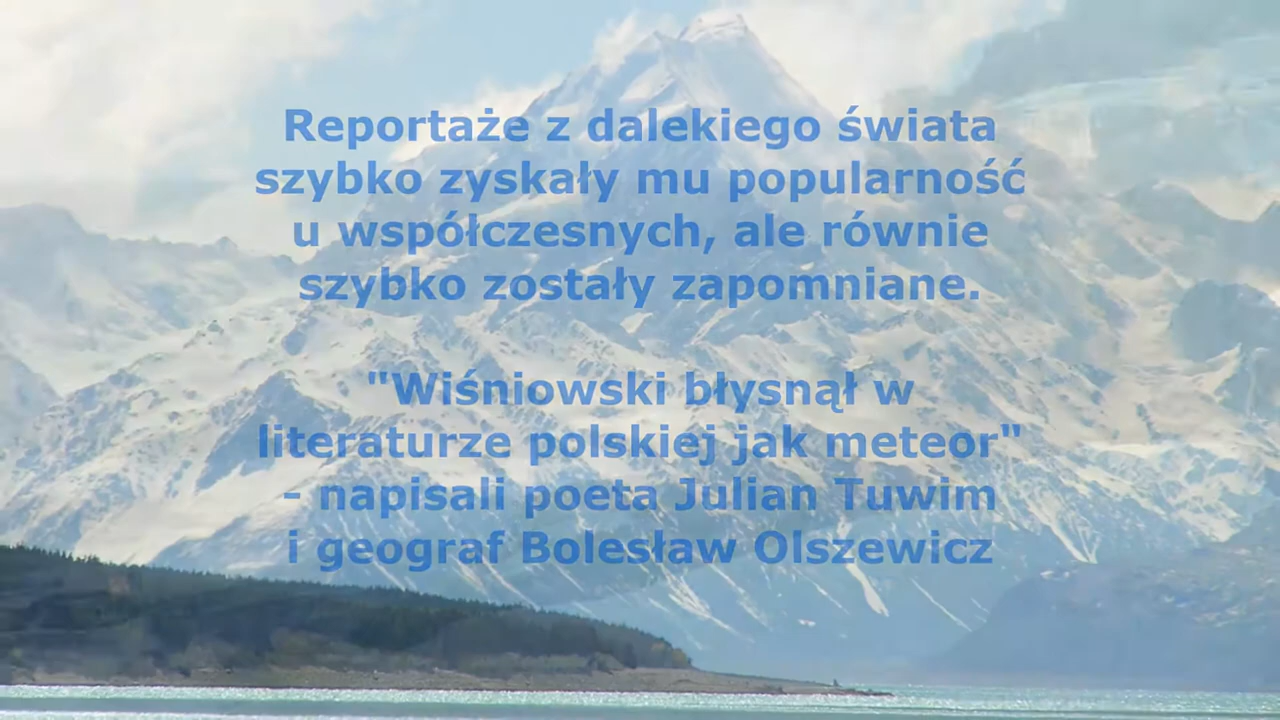 Reportaże z dalekiego świata
szybko zyskały mu popularność
u współczesnych, ale równie
szybko zostały zapomniane.
"Wiśniowski błysnął w
literaturze polskiej jak meteor"
- napisali poeta Julian Tuwim
i geograf Bolesław Olszewicz